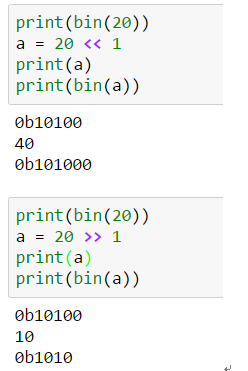 print(bin(20))
a = 20 << 1
print(a)
print(bin(a))
0b10100
40
0b101000
print(bin(20))
a = 20 >> 1
print(a)
print(bin(a))
0b10100
10
0b1010